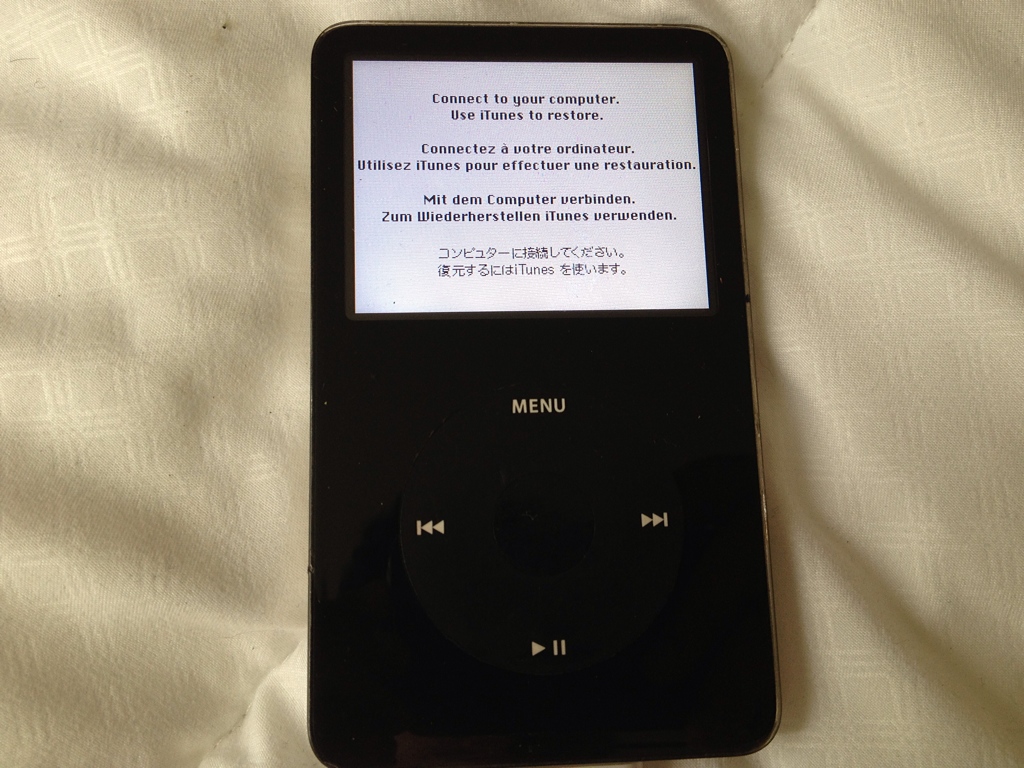 Connect to your computer.
Use iTunes to restore.
Connectez à votre ordinateur.
Utilisez iTunes pour effectuer une restauration.
Mit dem Computer verbinden.
Zum Wiederherstellen iTunes verwenden.
コンピュターに接続してください。
復元するにはiTunes を使います。
MENU